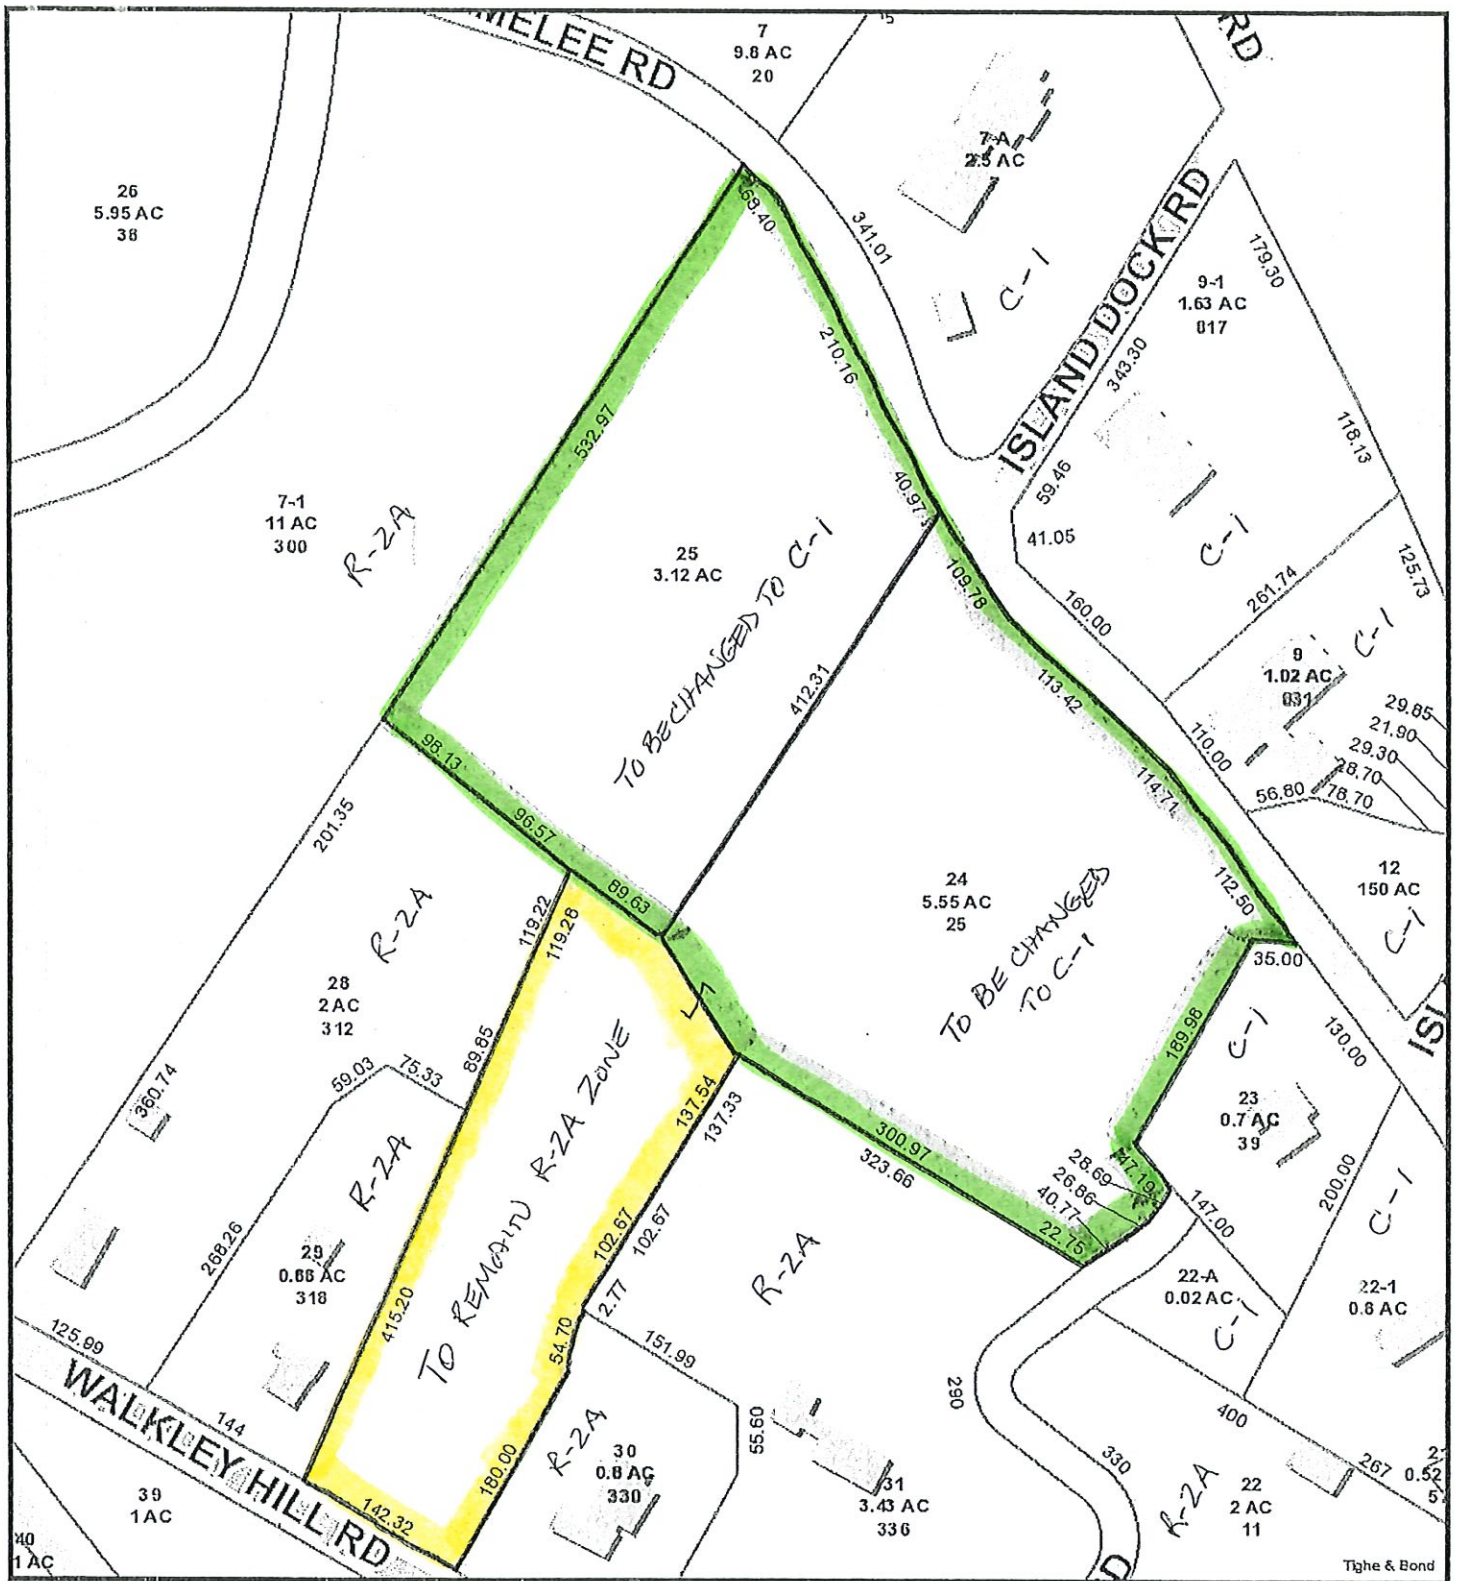 MELEE RD
7
9.8 AC
20
RD
7-A
2.5 AC
26
5.95 AC
38
68.40
341.01
C-1
ISLAND DOCK RD
179.30
9-1
1.63 AC
817
343.30
210.16
118.13
532.97
59.46
40.97
41.05
C-1
7-1
11 AC
300
R-2A
25
3.12 AC
TO BE CHANGED TO C-1
109.78
160.00
261.74
125.73
C-1
9
1.02 AC
831
412.31
113.42
29.85
21.90
29.30
28.70
78.70
56.80
110.00
114.71
98.13
96.57
89.63
201.35
112.50
12
150 AC
C-1
24
5.55 AC
25
TO BE CHANGED
TO C-1
35.00
119.22
119.28
R-2A
28
2 AC
312
130.00
189.98
C-1
23
0.7 AC
39
89.85
59.03
75.33
360.74
137.54
137.33
300.97
323.66
28.69
26.86
40.77
47.19
22.75
147.00
200.00
C-1
R-2A
TO REMAIN R-2A ZONE
268.26
29
0.88 AC
318
102.67
102.67
2.77
R-2A
22-A
0.02 AC
C-1
22-1
0.8 AC
415.20
54.70
151.99
125.99
WALKLEY HILL RD
144
290
400
55.60
180.00
R-2A
30
0.8 AC
330
31
3.43 AC
336
330
267
0.52
R-2A
22
2 AC
11
142.32
39
1 AC
40
1 AC
Tighe & Bond